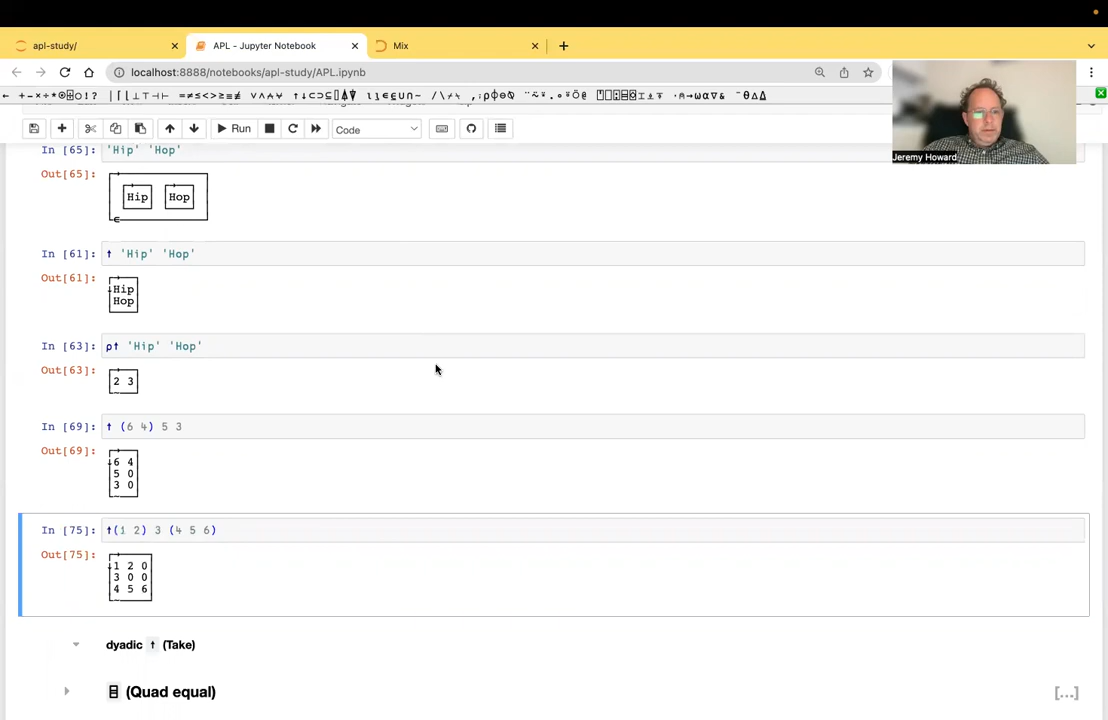 apl-study/
APL - Jupyter Notebook
Mix
localhost:8888/notebooks/apl-study/APL.ipynb
Jeremy Howard
Run
Code
In [65]: 'Hip' 'Hop'
Out[65]:
Hip Hop
∊
In [61]: ↑ 'Hip' 'Hop'
Out[61]:
Hip
Hop
In [63]: ⍴↑ 'Hip' 'Hop'
Out[63]:
2 3
In [69]: ↑ (6 4) 5 3
Out[69]:
6 4
5 0
3 0
In [75]: ↑(1 2) 3 (4 5 6)
Out[75]:
1 2 0
3 0 0
4 5 6
dyadic ↑ (Take)
⌸ (Quad equal)
[...]